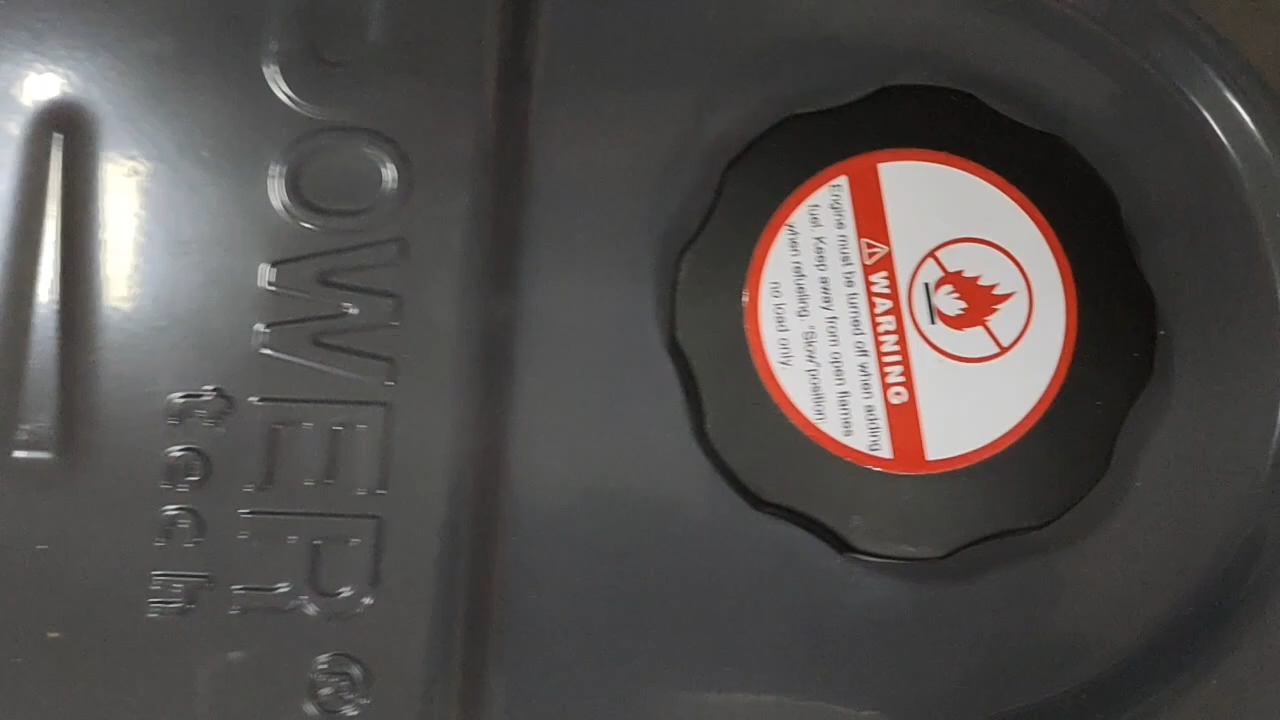 POWER
tech
®
WARNING
Engine must be turned off when adding
fuel. Keep away from open flames
when refueling. "Slow"position,
no load only.